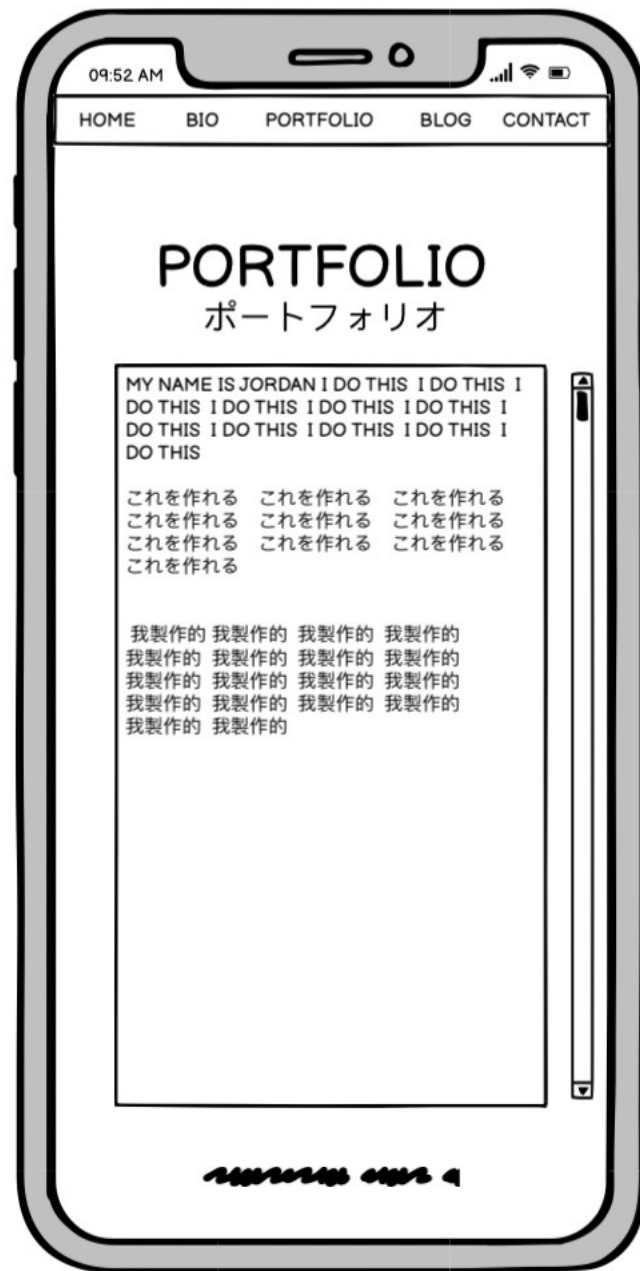 09:52 AM
HOME BIO PORTFOLIO BLOG CONTACT
PORTFOLIO
ポートフォリオ
MY NAME IS JORDAN I DO THIS I DO THIS I
DO THIS I DO THIS I DO THIS I DO THIS I
DO THIS I DO THIS I DO THIS I DO THIS I
DO THIS
これを作れる これを作れる これを作れる
これを作れる これを作れる これを作れる
これを作れる これを作れる これを作れる
これを作れる
我製作的 我製作的 我製作的 我製作的
我製作的 我製作的 我製作的 我製作的
我製作的 我製作的 我製作的 我製作的
我製作的 我製作的 我製作的 我製作的
我製作的 我製作的